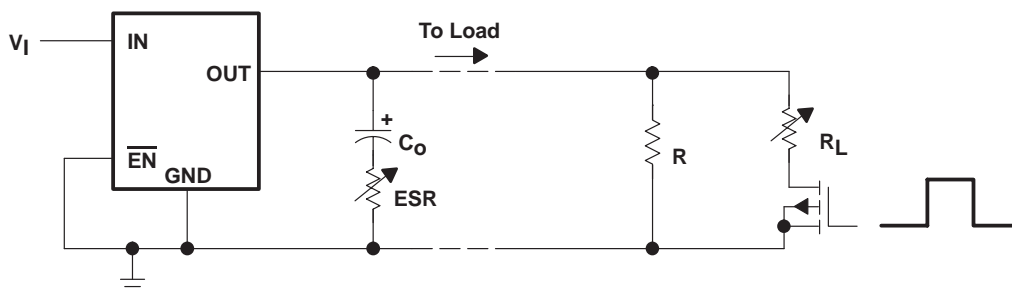 To Load
V_I
IN
OUT
+
C_o
R
R_L
EN
GND
ESR